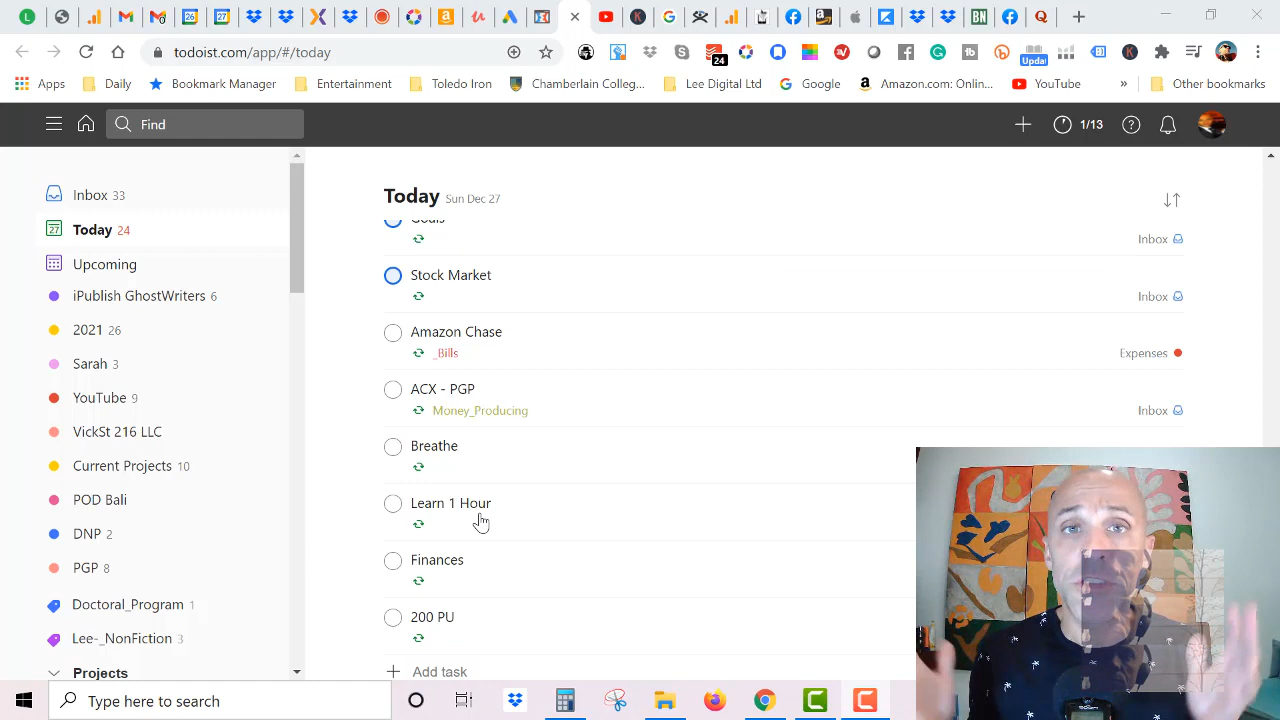 todoist.com/app/#/today
24
Upda
Apps
Daily
Bookmark Manager
Entertainment
Toledo Iron
Chamberlain Colleg...
Lee Digital Ltd
Google
Amazon.com: Onlin...
YouTube
»
Other bookmarks
Find
1/13
Inbox 33
Today 24
Upcoming
iPublish GhostWriters 6
2021 26
Sarah 3
YouTube 9
VickSt 216 LLC
Current Projects 10
POD Bali
DNP 2
PGP 8
Doctoral_Program 1
Lee-_NonFiction 3
Projects
Today Sun Dec 27
Goals
Inbox
Stock Market
Inbox
Amazon Chase
_Bills
Expenses
ACX - PGP
Money_Producing
Inbox
Breathe
Learn 1 Hour
Finances
200 PU
Add task
Type here to search